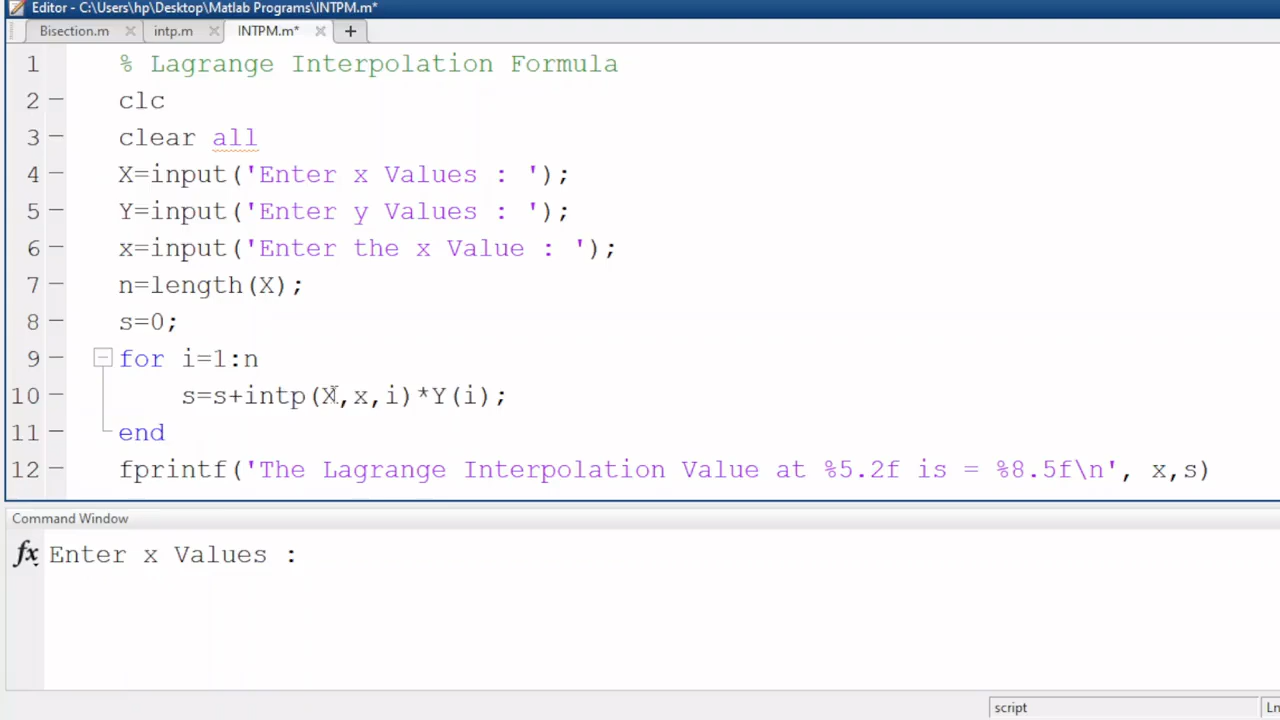 Editor - C:\Users\hp\Desktop\Matlab Programs\INTPM.m*
Bisection.m × intp.m × INTPM.m* × +
1 % Lagrange Interpolation Formula
2 — clc
3 — clear all
4 — X=input('Enter x Values : ');
5 — Y=input('Enter y Values : ');
6 — x=input('Enter the x Value : ');
7 — n=length(X);
8 — s=0;
9 — for i=1:n
10 — s=s+intp(X,x,i)*Y(i);
11 — end
12 — fprintf('The Lagrange Interpolation Value at %5.2f is = %8.5f\n', x,s)
Command Window
fx Enter x Values :
script Ln